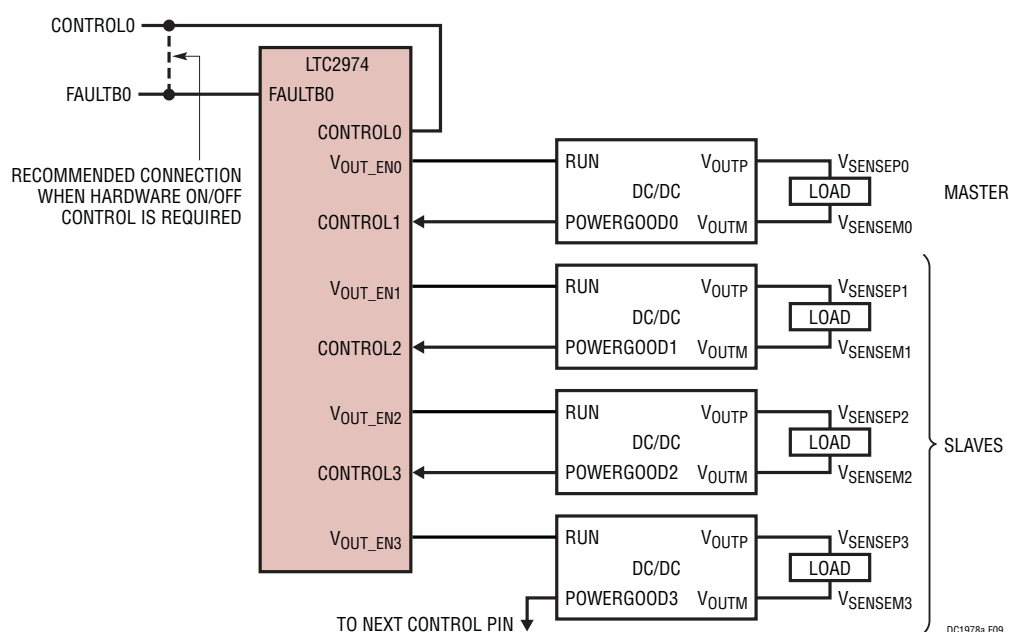 CONTROL0
FAULTB0
RECOMMENDED CONNECTION
WHEN HARDWARE ON/OFF
CONTROL IS REQUIRED
LTC2974
FAULTB0
CONTROL0
VOUT_EN0
CONTROL1
VOUT_EN1
CONTROL2
VOUT_EN2
CONTROL3
VOUT_EN3
RUN VOUTP
DC/DC
POWERGOOD0 VOUTM
VSENSEP0
LOAD
VSENSEM0
MASTER
RUN VOUTP
DC/DC
POWERGOOD1 VOUTM
VSENSEP1
LOAD
VSENSEM1
RUN VOUTP
DC/DC
POWERGOOD2 VOUTM
VSENSEP2
LOAD
VSENSEM2
SLAVES
RUN VOUTP
DC/DC
POWERGOOD3 VOUTM
VSENSEP3
LOAD
VSENSEM3
TO NEXT CONTROL PIN
DC1978a F09